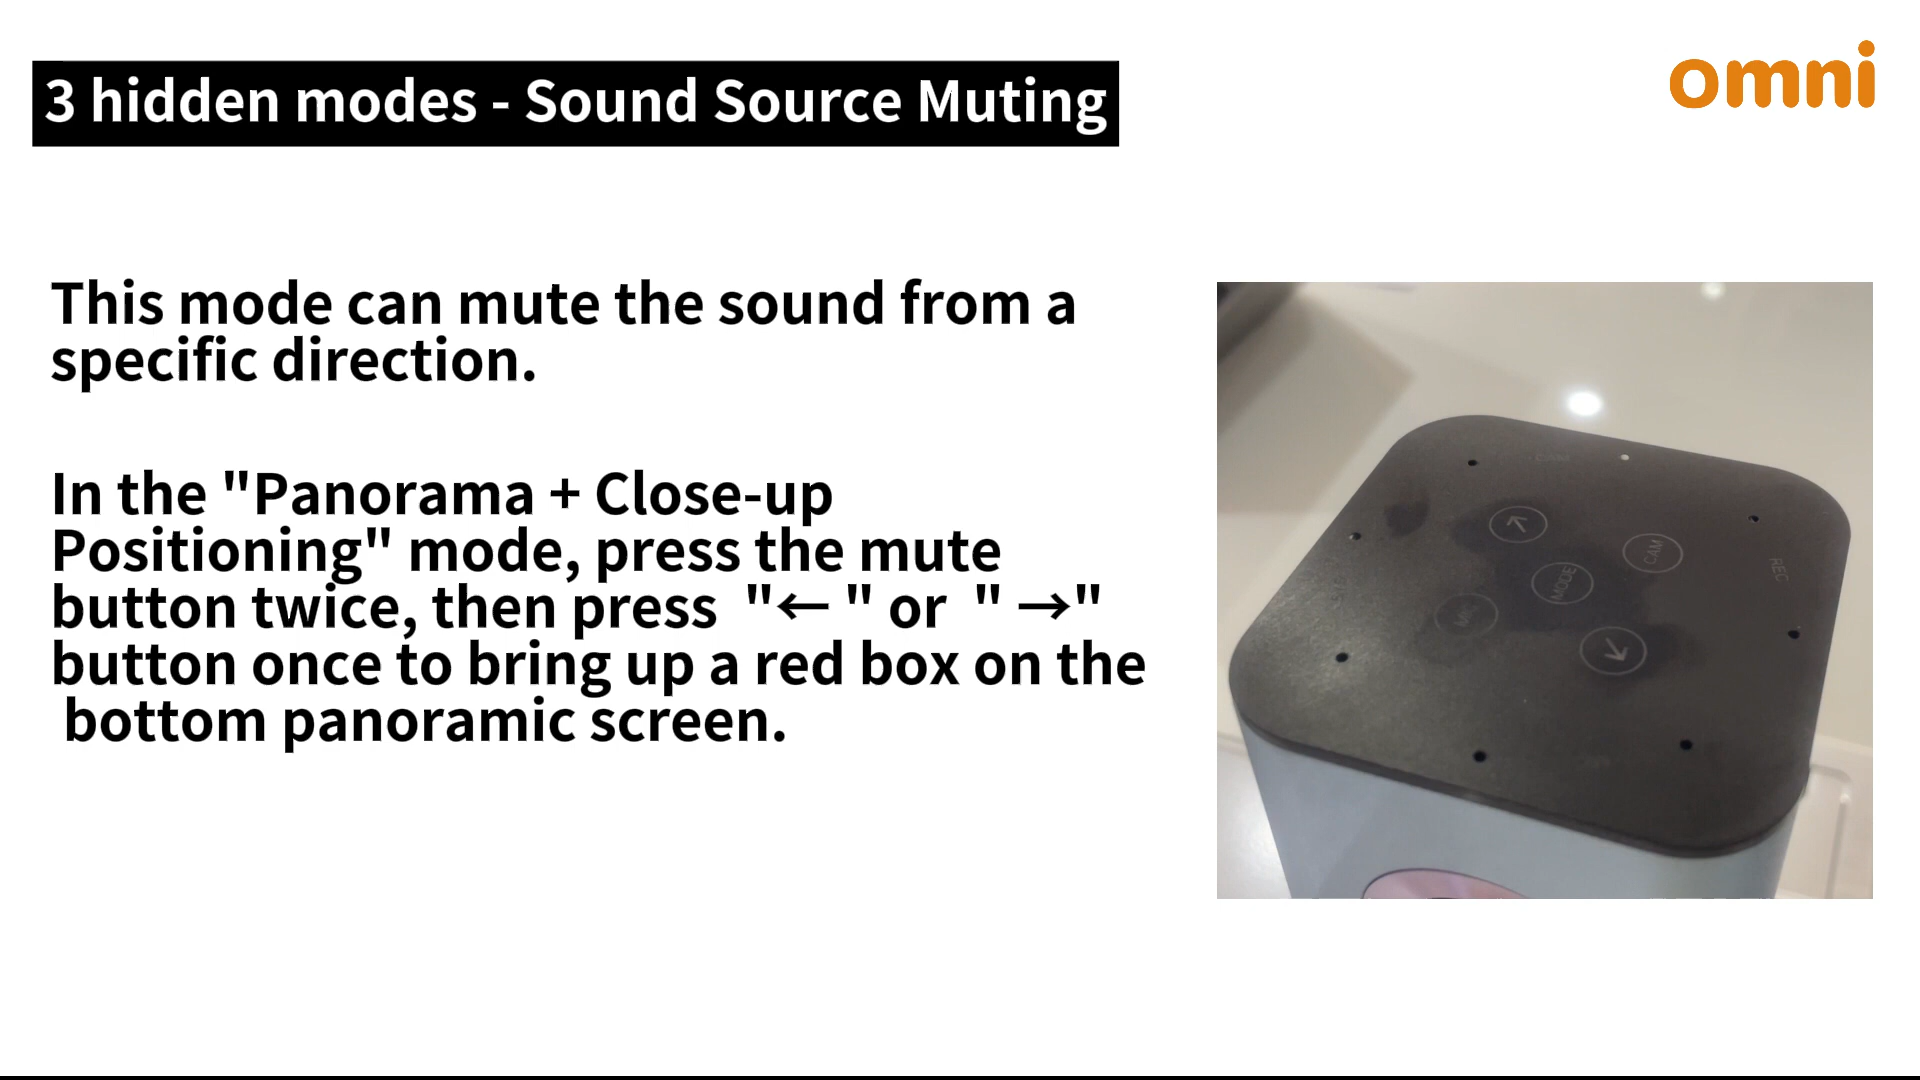 3 hidden modes - Sound Source Muting
omni
This mode can mute the sound from a
specific direction.
In the "Panorama + Close-up
Positioning" mode, press the mute
button twice, then press "← " or " →"
button once to bring up a red box on the
bottom panoramic screen.
CAM
MODE
REC